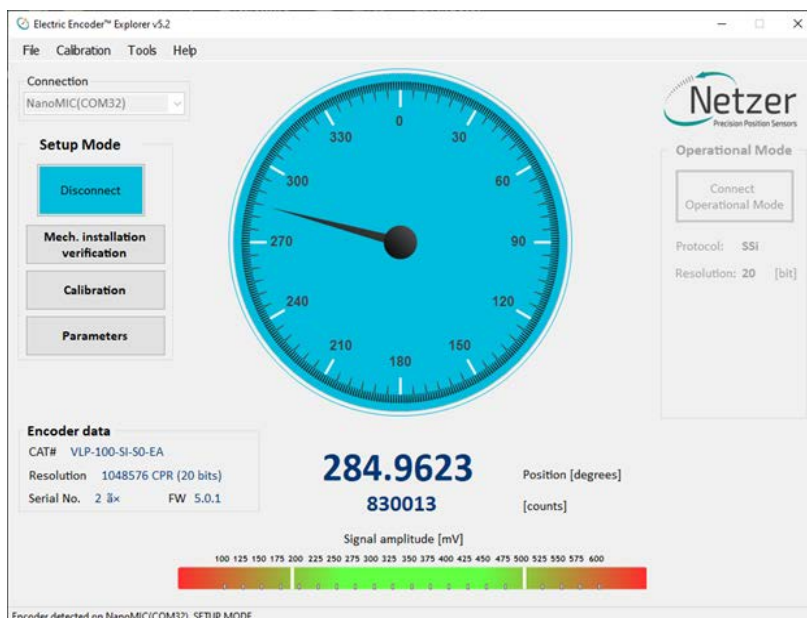 Electric Encoder™ Explorer v5.2
File Calibration Tools Help
Connection
NanoMIC(COM32)
Setup Mode
Disconnect
Mech. installation
verification
Calibration
Parameters
0
30
60
90
120
150
180
210
240
270
300
330
Netzer
Precision Position Sensors
Operational Mode
Connect
Operational Mode
Protocol: SSi
Resolution: 20 [bit]
Encoder data
CAT# VLP-100-SI-S0-EA
Resolution 1048576 CPR (20 bits)
Serial No. 2 ã× FW 5.0.1
284.9623 Position [degrees]
830013 [counts]
Signal amplitude [mV]
100 125 150 175 200 225 250 275 300 325 350 375 400 425 450 475 500 525 550 575 600
Encoder detected on NanoMIC(COM32). SETUP MODE